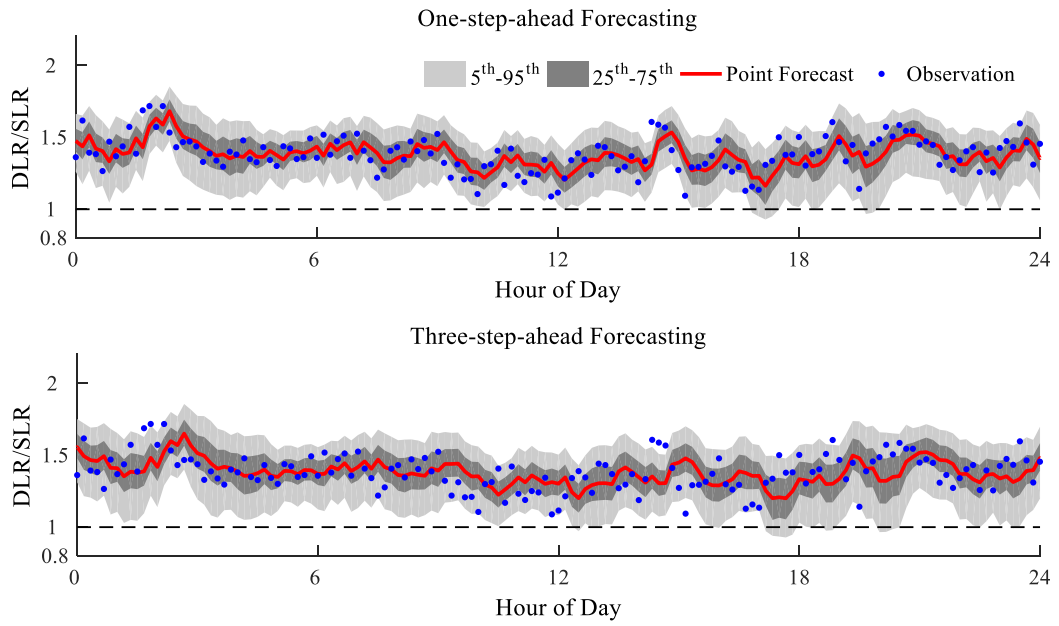 One-step-ahead Forecasting
5th-95th 25th-75th Point Forecast Observation
DLR/SLR
2
1.5
1
0.8
0 6 12 18 24
Hour of Day
Three-step-ahead Forecasting
DLR/SLR
2
1.5
1
0.8
0 6 12 18 24
Hour of Day